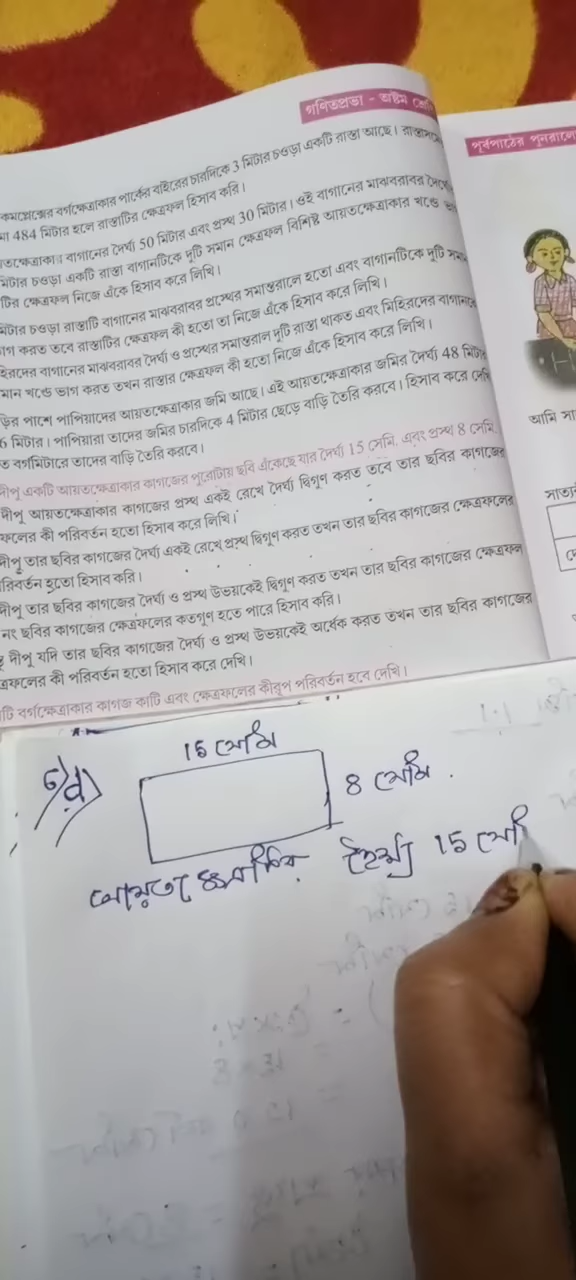 গণিতপ্রভা - অষ্টম শ্রেণি
কমপ্লেক্সের বর্গক্ষেত্রাকার পার্কের বাইরের চারদিকে 3 মিটার চওড়া একটি রাস্তা আছে। রাস্তাসমেত
484 মিটার হলে রাস্তাটির ক্ষেত্রফল হিসাব করি।
বাগানের দৈর্ঘ্য 50 মিটার এবং প্রস্থ 30 মিটার। ওই বাগানের মাঝবরাবর দৈর্ঘ্যের
মিটার চওড়া একটি রাস্তা বাগানটিকে দুটি সমান ক্ষেত্রফল বিশিষ্ট আয়তক্ষেত্রাকার খণ্ডে
টির ক্ষেত্রফল নিজে এঁকে হিসাব করে লিখি।
মিটার চওড়া রাস্তাটি বাগানের মাঝবরাবর প্রস্থের সমান্তরালে হতো এবং বাগানটিকে দুটি সমান
করত তবে রাস্তাটির ক্ষেত্রফল কী হতো তা নিজে এঁকে হিসাব করে লিখি।
হিরদের বাগানের মাঝবরাবর দৈর্ঘ্য ও প্রস্থের সমান্তরাল দুটি রাস্তা থাকত এবং মিহিরদের বাগানকে
মান খণ্ডে ভাগ করত তখন রাস্তার ক্ষেত্রফল কী হতো নিজে এঁকে হিসাব করে লিখি।
ড়ির পাশে পাপিয়াদের আয়তক্ষেত্রাকার জমি আছে। এই আয়তক্ষেত্রাকার জমির দৈর্ঘ্য 48 মিটার
6 মিটার। পাপিয়ারা তাদের জমির চারদিকে 4 মিটার ছেড়ে বাড়ি তৈরি করবে। হিসাব করে দেখি
ত বর্গমিটারে তাদের বাড়ি তৈরি করবে।
দীপু একটি আয়তক্ষেত্রাকার কাগজের পুরোটায় ছবি এঁকেছে যার দৈর্ঘ্য 15 সেমি. এবং প্রস্থ 8 সেমি.
দীপু আয়তক্ষেত্রাকার কাগজের প্রস্থ একই রেখে দৈর্ঘ্য দ্বিগুণ করত তবে তার ছবির কাগজের
ফলের কী পরিবর্তন হতো হিসাব করে লিখি।
দীপু তার ছবির কাগজের দৈর্ঘ্য একই রেখে প্রস্থ দ্বিগুণ করত তখন তার ছবির কাগজের ক্ষেত্রফলের
রিবর্তন হতো হিসাব করি।
দীপু তার ছবির কাগজের দৈর্ঘ্য ও প্রস্থ উভয়কেই দ্বিগুণ করত তখন তার ছবির কাগজের ক্ষেত্রফল
নং ছবির কাগজের ক্ষেত্রফলের কতগুণ হতে পারে হিসাব করি।
দীপু যদি তার ছবির কাগজের দৈর্ঘ্য ও প্রস্থ উভয়কেই অর্ধেক করত তখন তার ছবির কাগজের
ত্রফলের কী পরিবর্তন হতো হিসাব করে দেখি।
টি বর্গক্ষেত্রাকার কাগজ কাটি এবং ক্ষেত্রফলের কীরূপ পরিবর্তন হবে দেখি।
পূর্বপাঠের পুনরালো
আমি সা
15 সেমি
8 সেমি.
দৈর্ঘ্য 15 সেমি